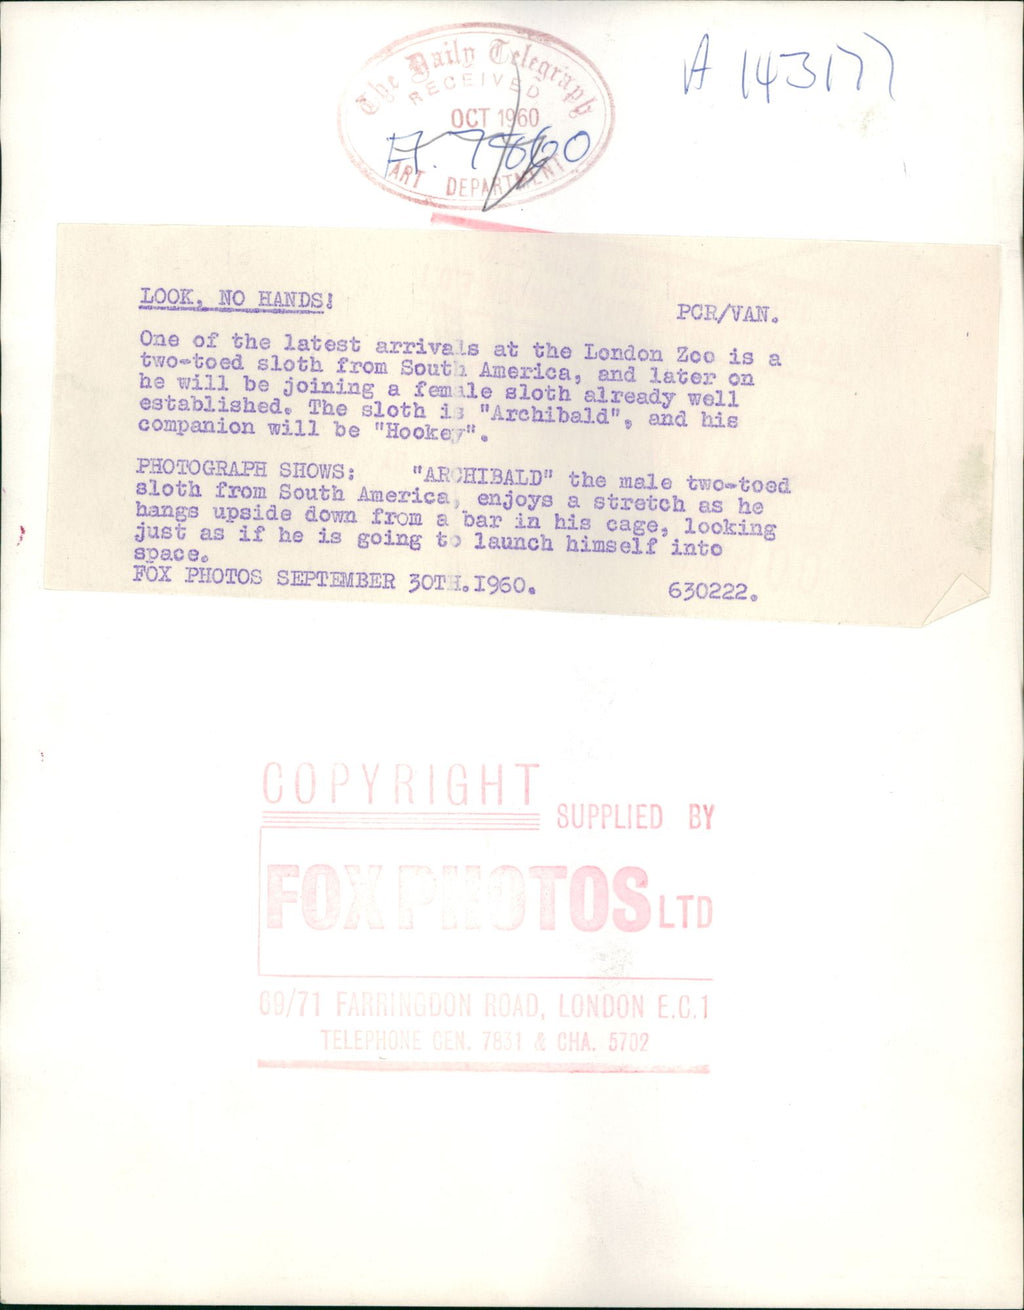 A 143177
The Daily Telegraph
RECEIVED
OCT 1960
ART DEPARTMENT
LOOK, NO HANDS!
PCR/VAN.
One of the latest arrivals at the London Zoo is a
two-toed sloth from South America, and later on
he will be joining a female sloth already well
established. The sloth is "Archibald", and his
companion will be "Hookey".
PHOTOGRAPH SHOWS: "ARCHIBALD" the male two-toed
sloth from South America, enjoys a stretch as he
hangs upside down from a bar in his cage, looking
just as if he is going to launch himself into
space.
FOX PHOTOS SEPTEMBER 30TH.1960. 630222.
COPYRIGHT
SUPPLIED BY
FOX PHOTOS LTD
69/71 FARRINGDON ROAD, LONDON E.C.1
TELEPHONE CEN. 7831 & CHA. 5702